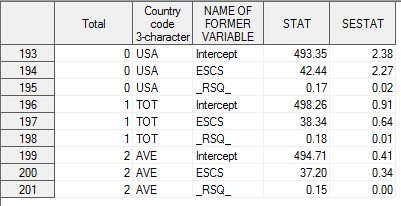 Total Country code 3-character NAME OF FORMER VARIABLE STAT SESTAT
193 0 USA Intercept 493.35 2.38
194 0 USA ESCS 42.44 2.27
195 0 USA _RSQ_ 0.17 0.02
196 1 TOT Intercept 498.26 0.91
197 1 TOT ESCS 38.34 0.64
198 1 TOT _RSQ_ 0.18 0.01
199 2 AVE Intercept 494.71 0.41
200 2 AVE ESCS 37.20 0.34
201 2 AVE _RSQ_ 0.15 0.00